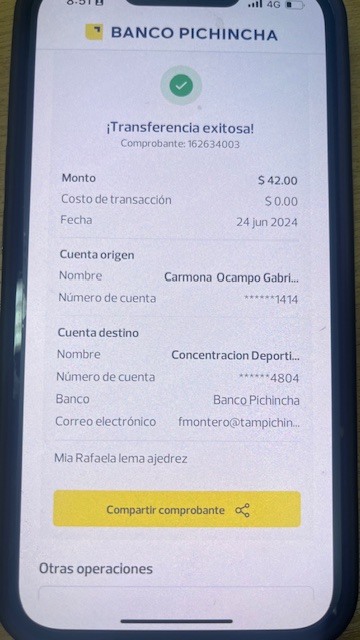 8:51
4G
BANCO PICHINCHA
¡Transferencia exitosa!
Comprobante: 162634003
Monto $ 42.00
Costo de transacción $ 0.00
Fecha 24 jun 2024
Cuenta origen
Nombre Carmona Ocampo Gabri...
Número de cuenta ******1414
Cuenta destino
Nombre Concentracion Deporti...
Número de cuenta ******4804
Banco Banco Pichincha
Correo electrónico fmontero@tampichin...
Mia Rafaela lema ajedrez
Compartir comprobante
Otras operaciones